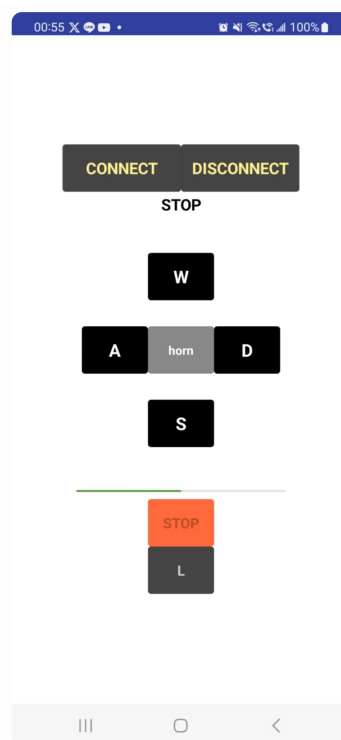 00:55 100%
CONNECT DISCONNECT
STOP
W
A horn D
S
STOP
L